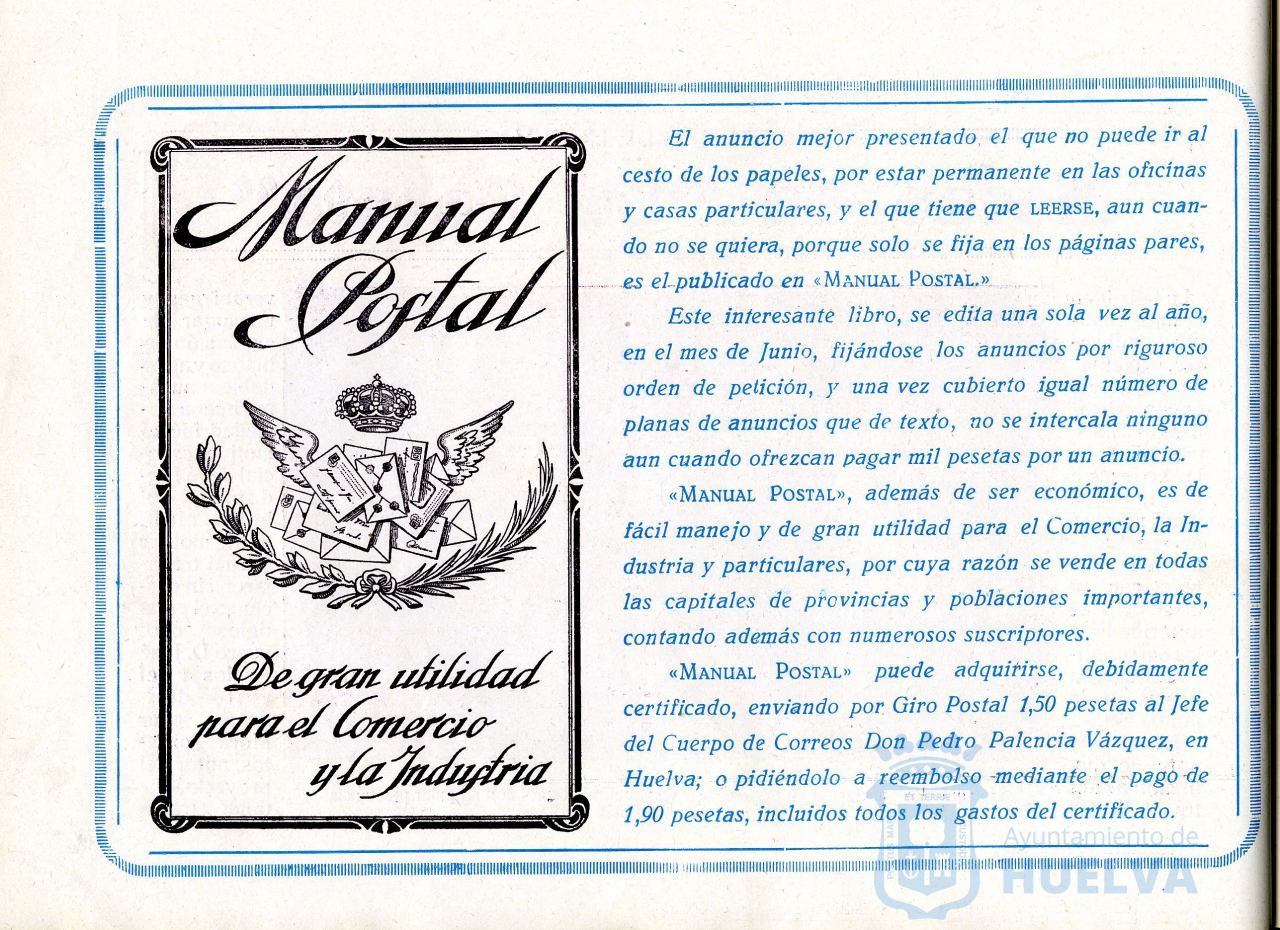 Manual
Postal
De gran utilidad
para el Comercio
y la Industria
El anuncio mejor presentado, el que no puede ir al
cesto de los papeles, por estar permanente en las oficinas
y casas particulares, y el que tiene que LEERSE, aun cuan-
do no se quiera, porque solo se fija en los páginas pares,
es el publicado en «MANUAL POSTAL.»
Este interesante libro, se edita una sola vez al año,
en el mes de Junio, fijándose los anuncios por riguroso
orden de petición, y una vez cubierto igual número de
planas de anuncios que de texto, no se intercala ninguno
aun cuando ofrezcan pagar mil pesetas por un anuncio.
«MANUAL POSTAL», además de ser económico, es de
fácil manejo y de gran utilidad para el Comercio, la In-
dustria y particulares, por cuya razón se vende en todas
las capitales de provincias y poblaciones importantes,
contando además con numerosos suscriptores.
«MANUAL POSTAL» puede adquirirse, debidamente
certificado, enviando por Giro Postal 1,50 pesetas al Jefe
del Cuerpo de Correos Don Pedro Palencia Vázquez, en
Huelva; o pidiéndolo a reembolso mediante el pago de
1,90 pesetas, incluidos todos los gastos del certificado.
Ayuntamiento de
HUELVA